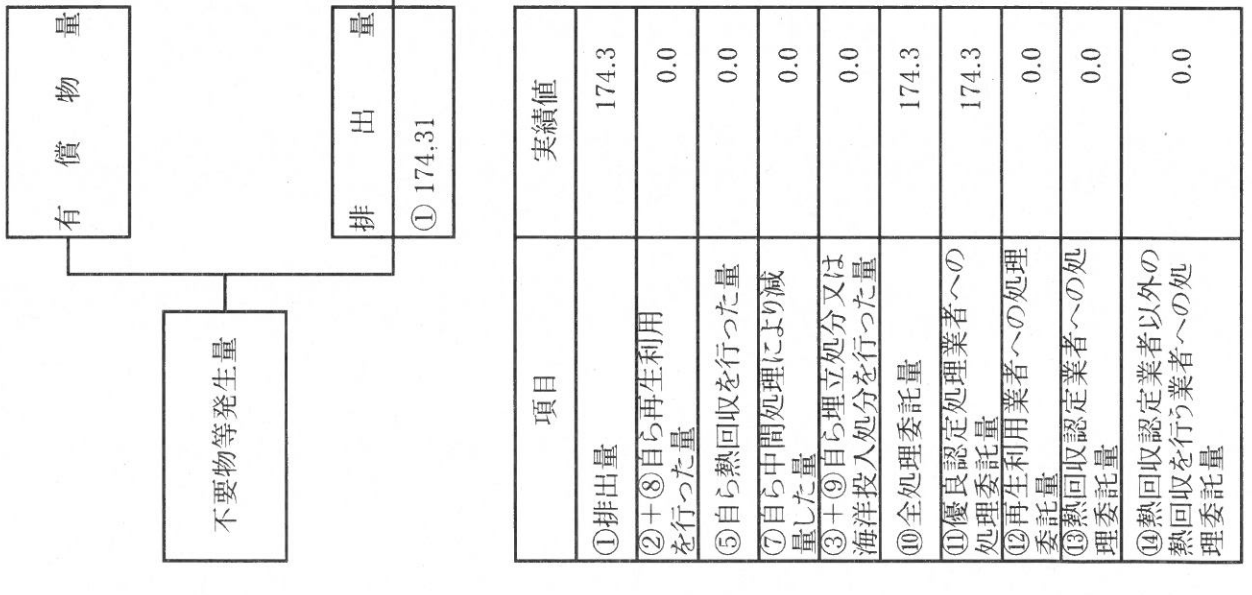 有償物量
不要物等発生量
排出量
① 174.31
項目 実績値
①排出量 174.3
②＋⑧自ら再生利用
を行った量 0.0
⑤自ら熱回収を行った量 0.0
⑦自ら中間処理により減
量した量 0.0
③＋⑨自ら埋立処分又は
海洋投入処分を行った量 0.0
⑩全処理委託量 174.3
⑪優良認定処理業者への
処理委託量 174.3
⑫再生利用業者への処理
委託量 0.0
⑬熱回収認定業者への処
理委託量 0.0
⑭熱回収認定業者以外の
熱回収を行う業者への処
理委託量 0.0